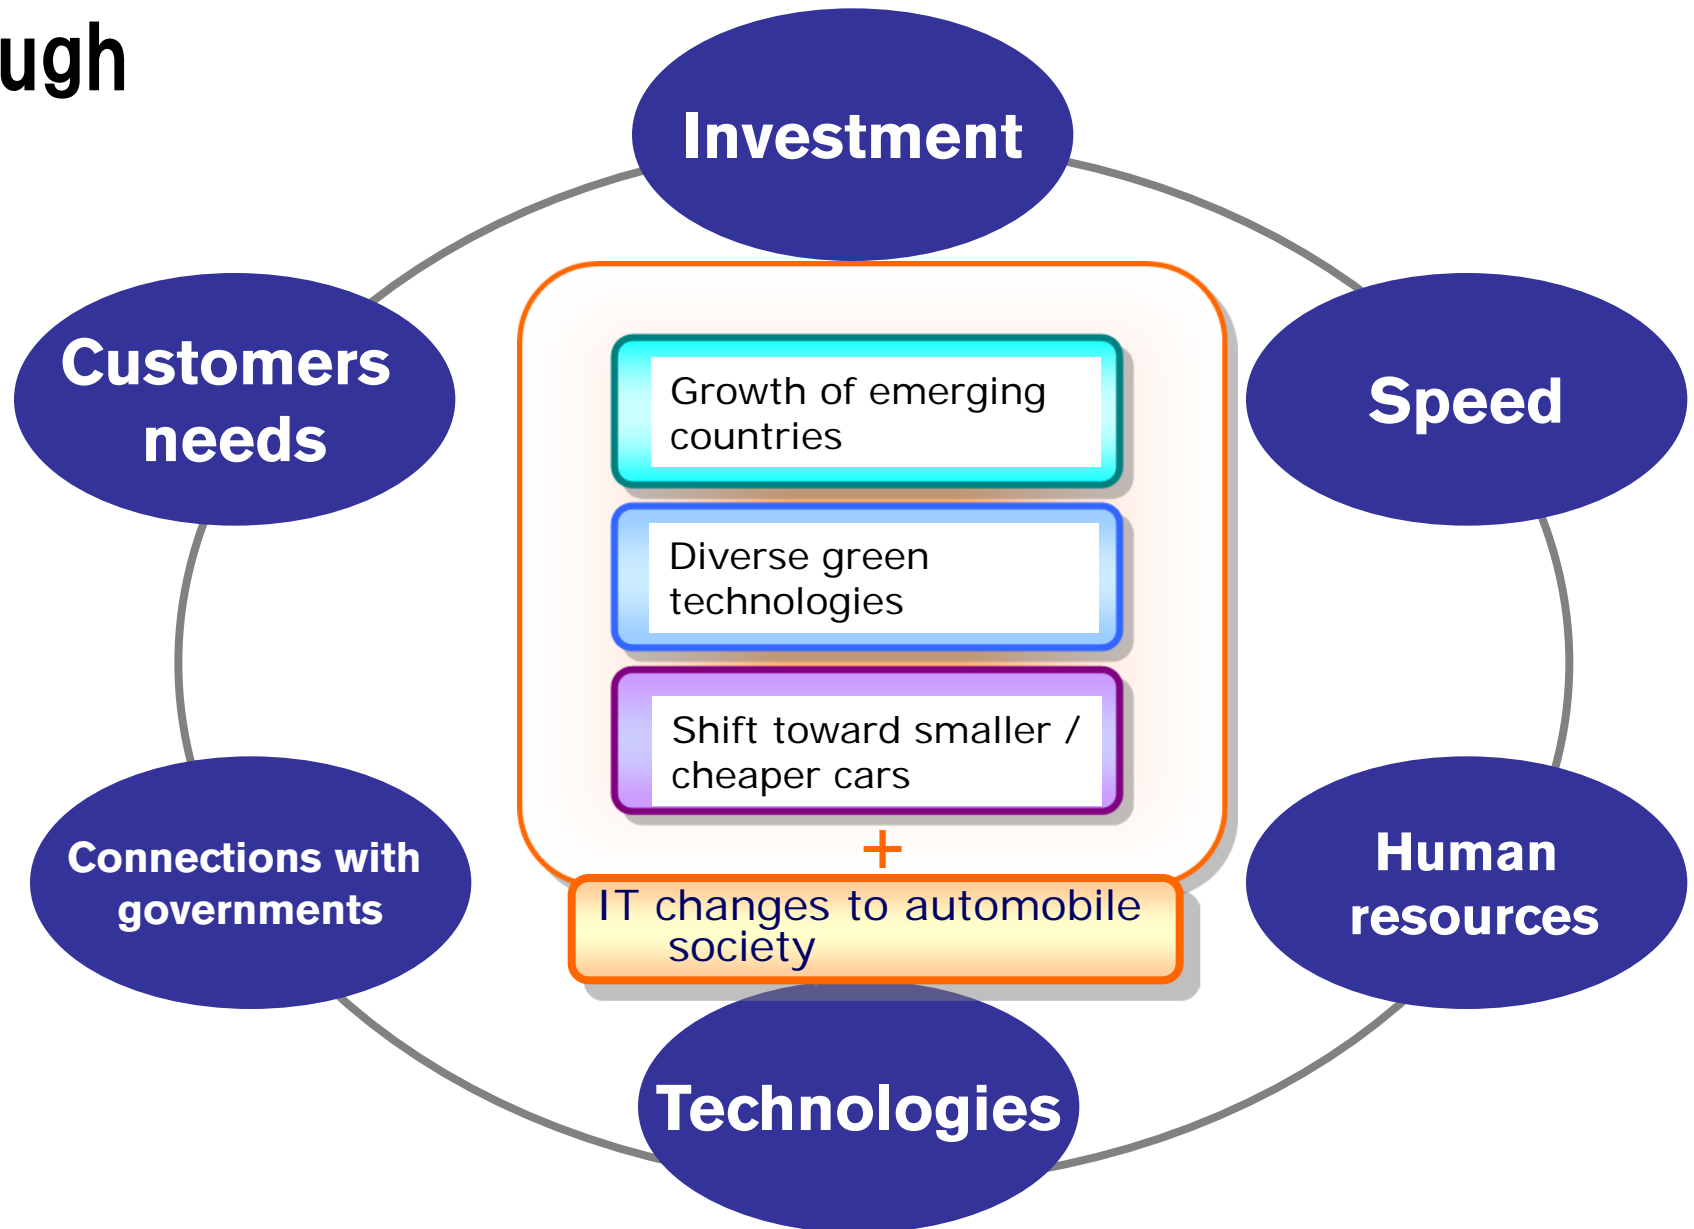 ugh
Investment
Customers
needs
Speed
Growth of emerging
countries
Diverse green
technologies
Shift toward smaller /
cheaper cars
+
IT changes to automobile
society
Connections with
governments
Human
resources
Technologies